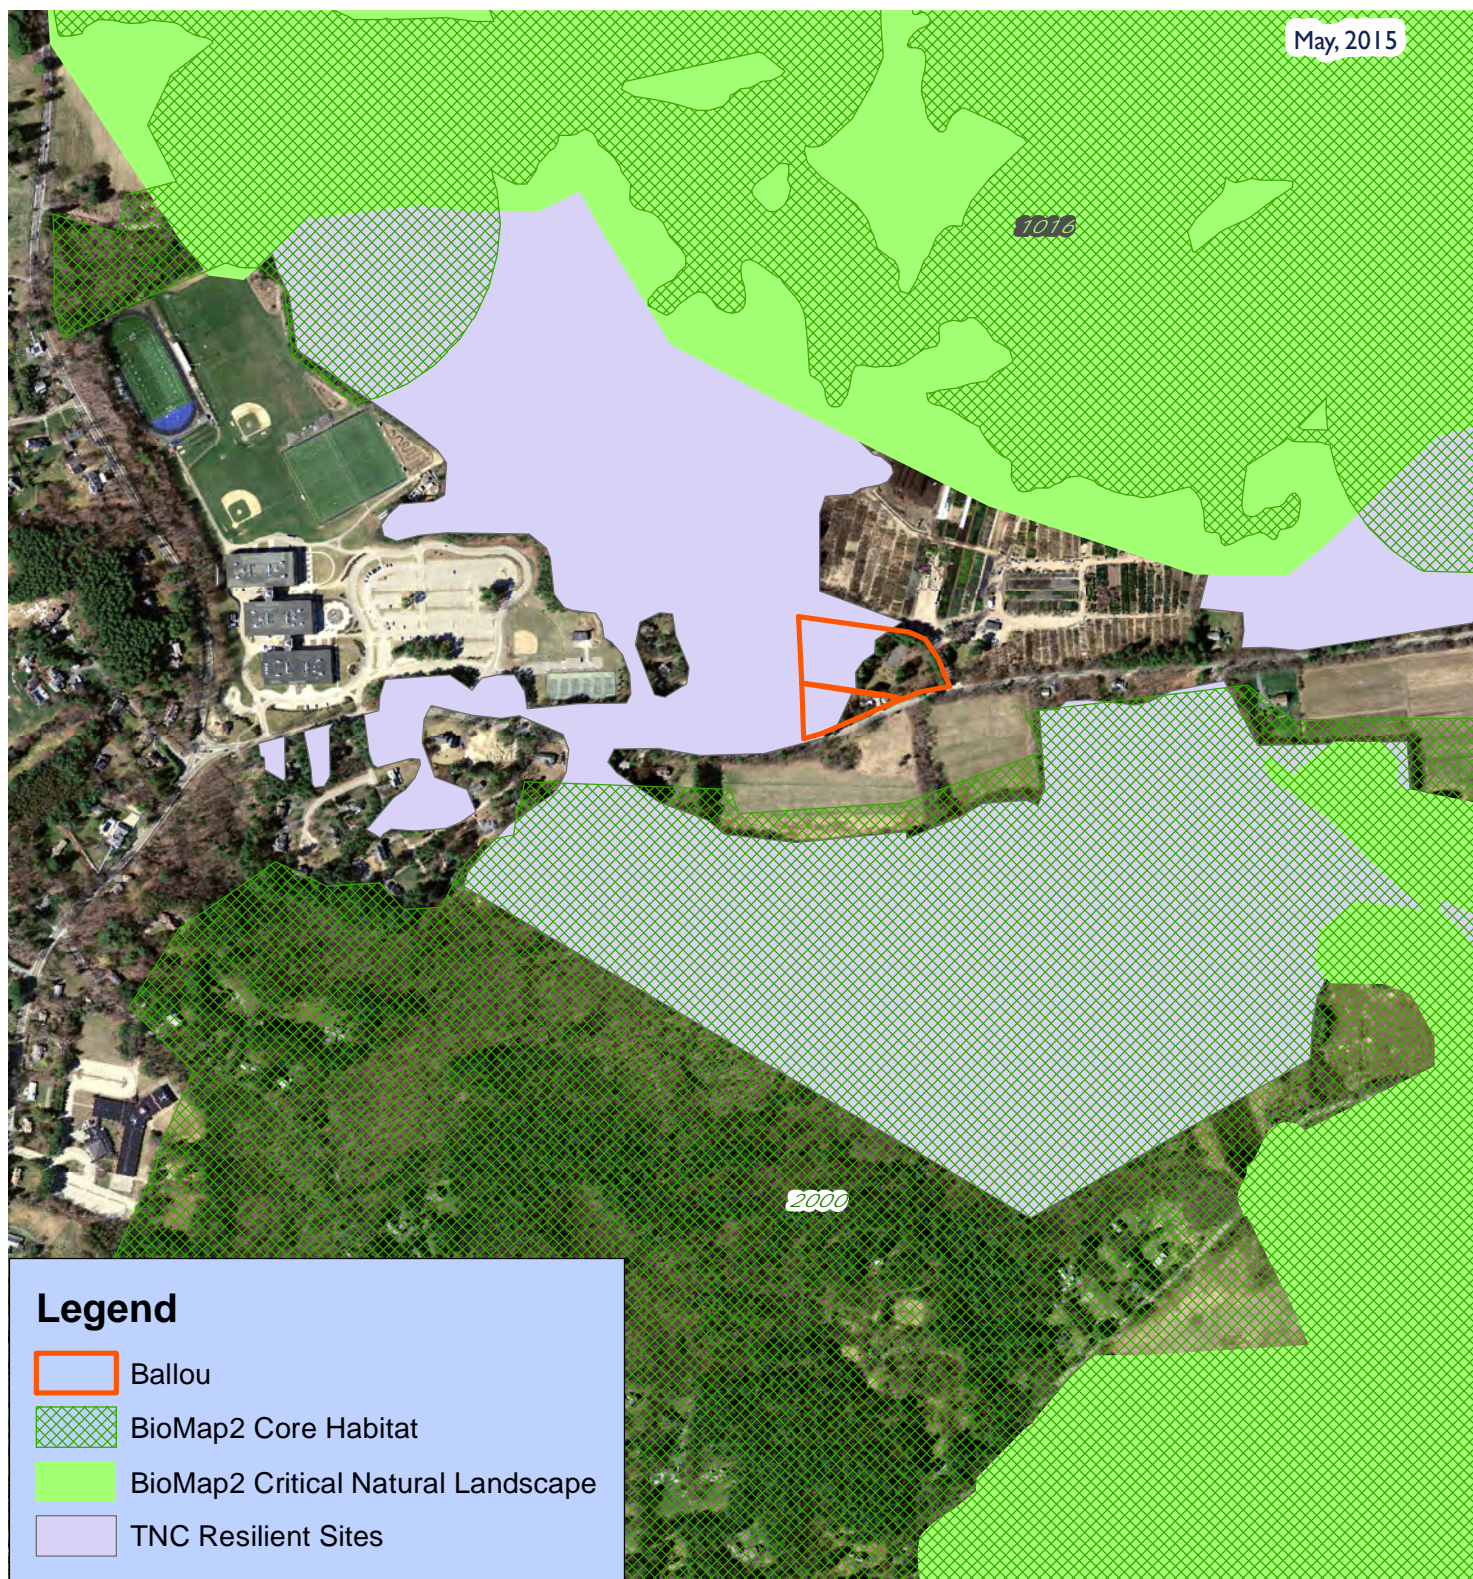 May, 2015
1016
2000
Legend
Ballou
BioMap2 Core Habitat
BioMap2 Critical Natural Landscape
TNC Resilient Sites